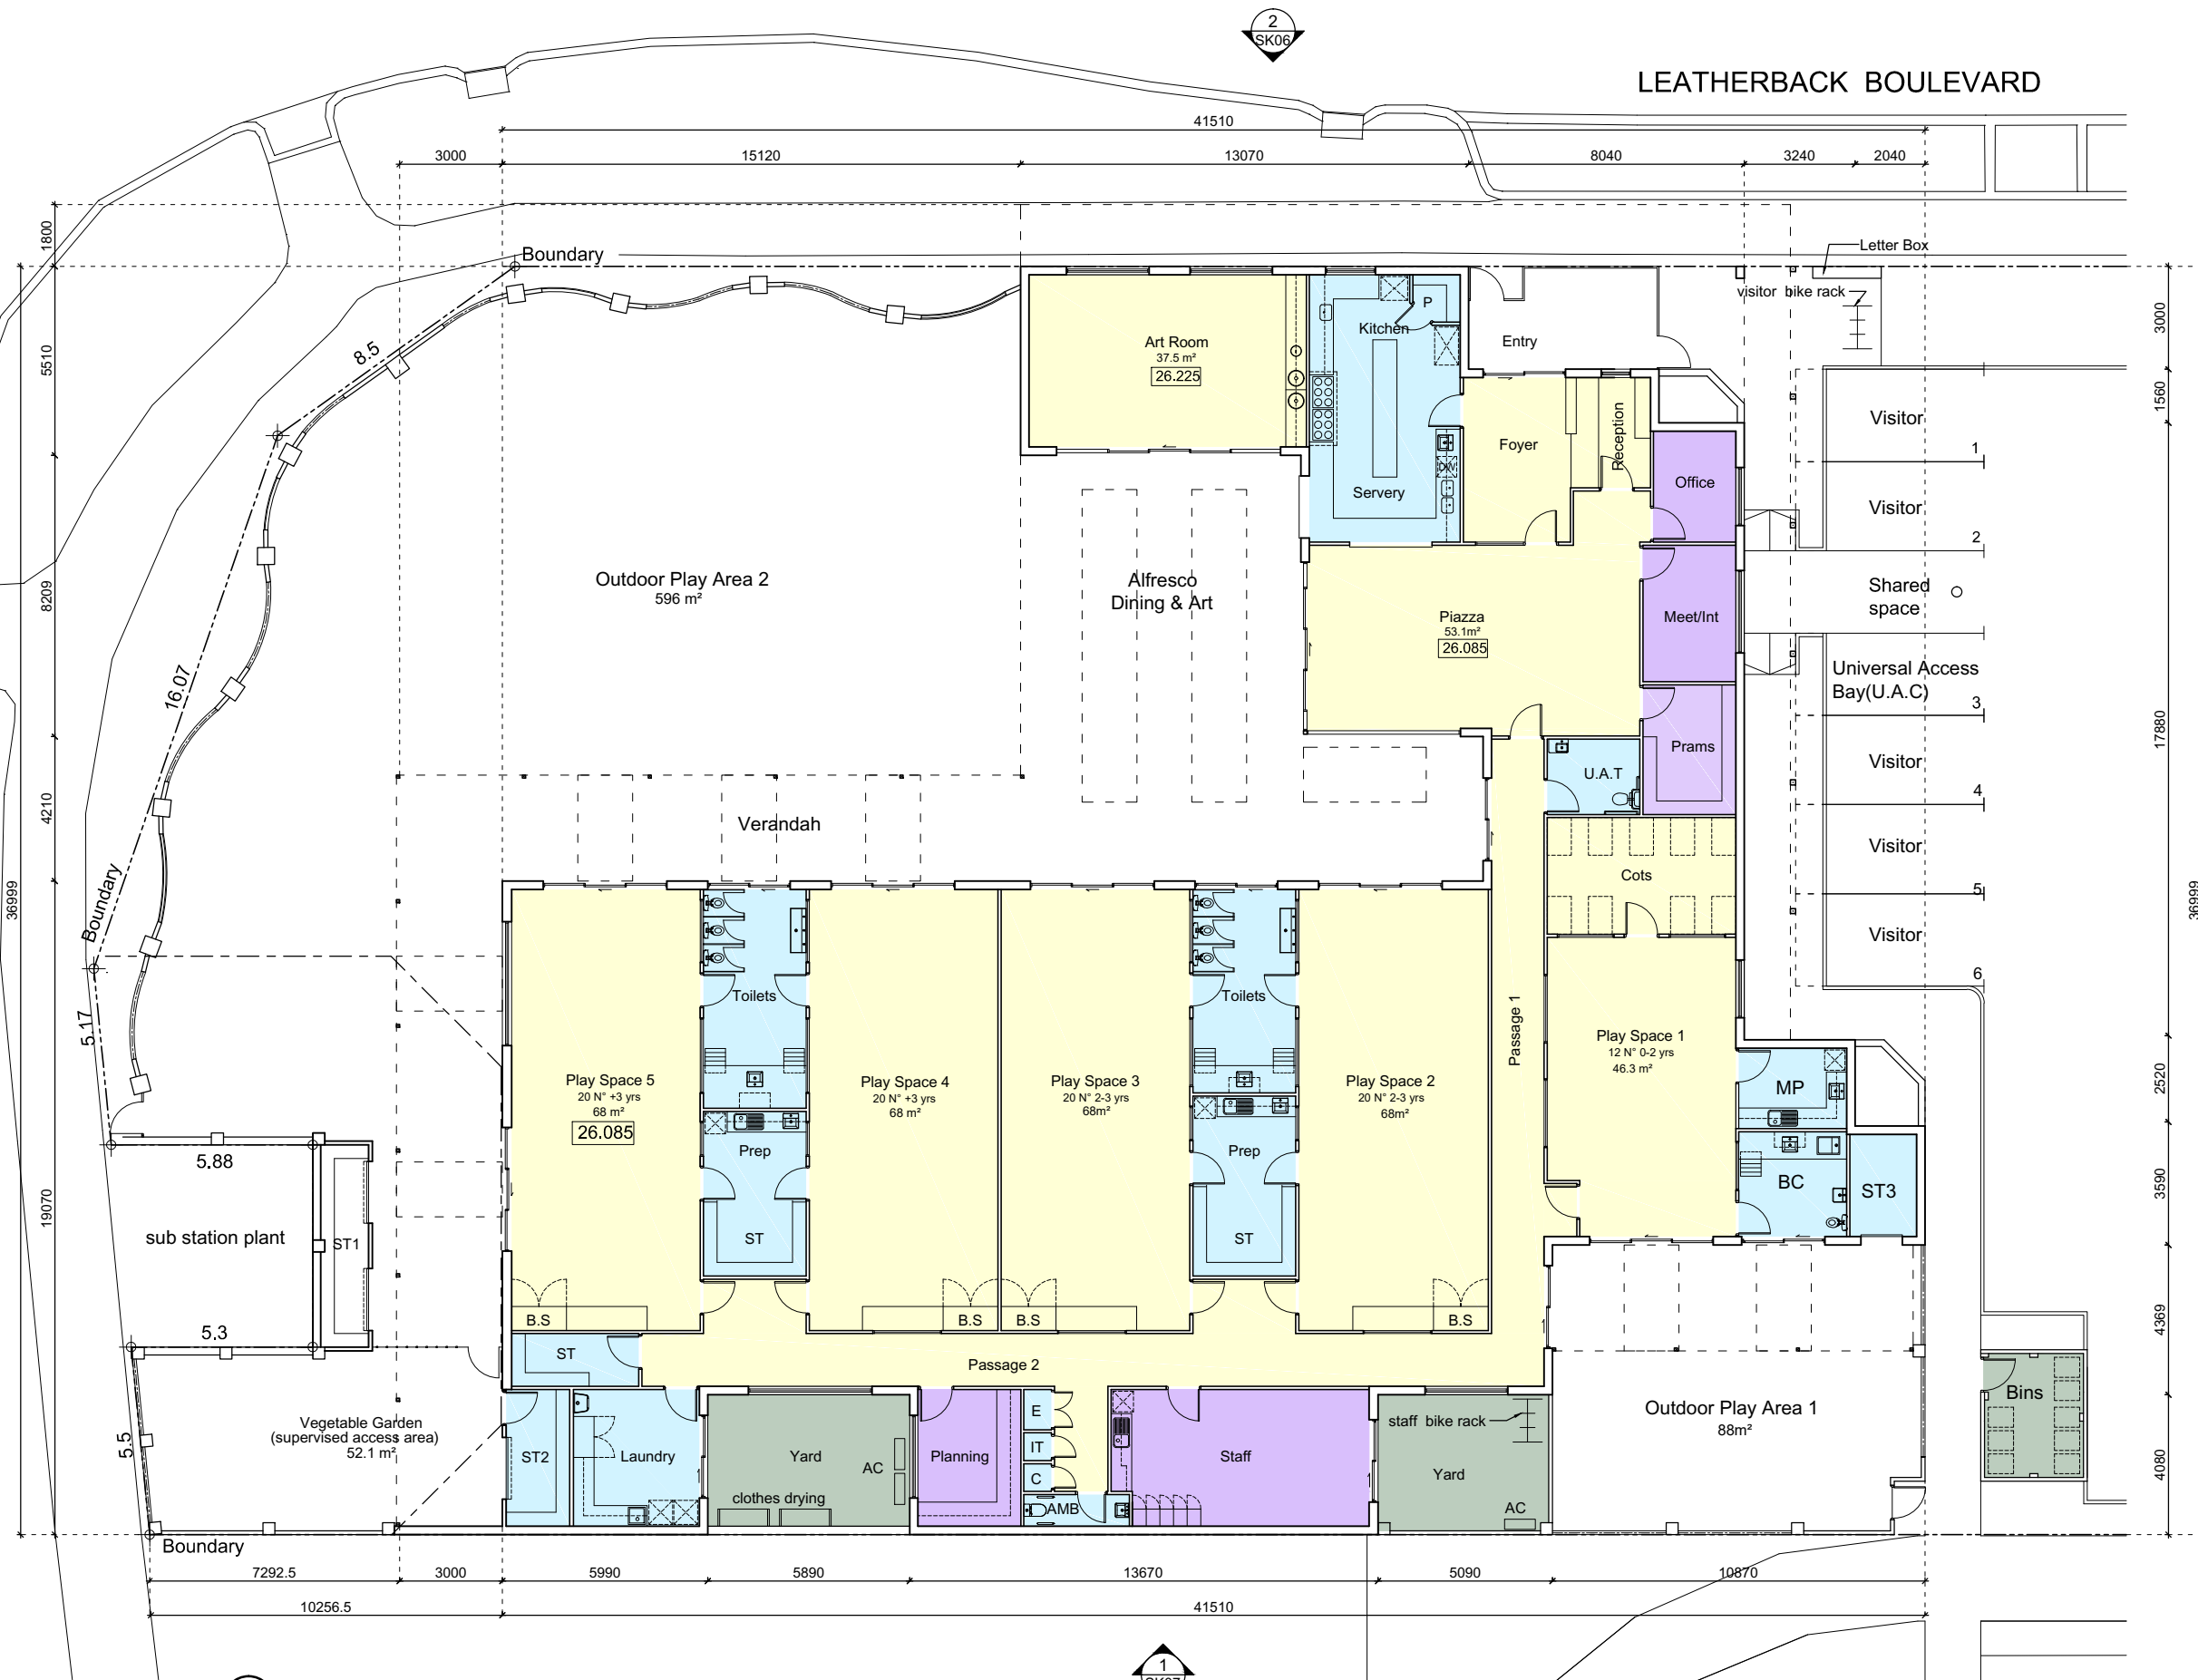 2
SK06
LEATHERBACK BOULEVARD
41510
3000
15120
13070
8040
3240
2040
1800
5510
8209
4210
19070
36999
Boundary
8.5
16.07
Boundary
5.17
Letter Box
visitor bike rack
3000
1560
17880
2520
3590
4369
4080
36999
Art Room
37.5 m²
26.225
Kitchen
P
Servery
DW
Entry
Foyer
Reception
Office
Visitor
1
Visitor
2
Shared
space
Universal Access
Bay(U.A.C)
3
Visitor
4
Visitor
5
Visitor
6
Outdoor Play Area 2
596 m²
Alfresco
Dining & Art
Piazza
53.1m²
26.085
Meet/Int
Prams
U.A.T
Verandah
Cots
Passage 1
Play Space 1
12 N° 0-2 yrs
46.3 m²
MP
BC
ST3
Toilets
Toilets
Play Space 5
20 N° +3 yrs
68 m²
26.085
Play Space 4
20 N° +3 yrs
68 m²
Play Space 3
20 N° 2-3 yrs
68m²
Play Space 2
20 N° 2-3 yrs
68m²
Prep
Prep
ST
ST
B.S
B.S
B.S
B.S
5.88
sub station plant
ST1
5.3
ST
Passage 2
Vegetable Garden
(supervised access area)
52.1 m²
5.5
ST2
Laundry
Yard
AC
clothes drying
Planning
E
IT
C
AMB
Staff
staff bike rack
Yard
AC
Outdoor Play Area 1
88m²
Bins
Boundary
7292.5
3000
5990
5890
13670
5090
10870
10256.5
41510
1